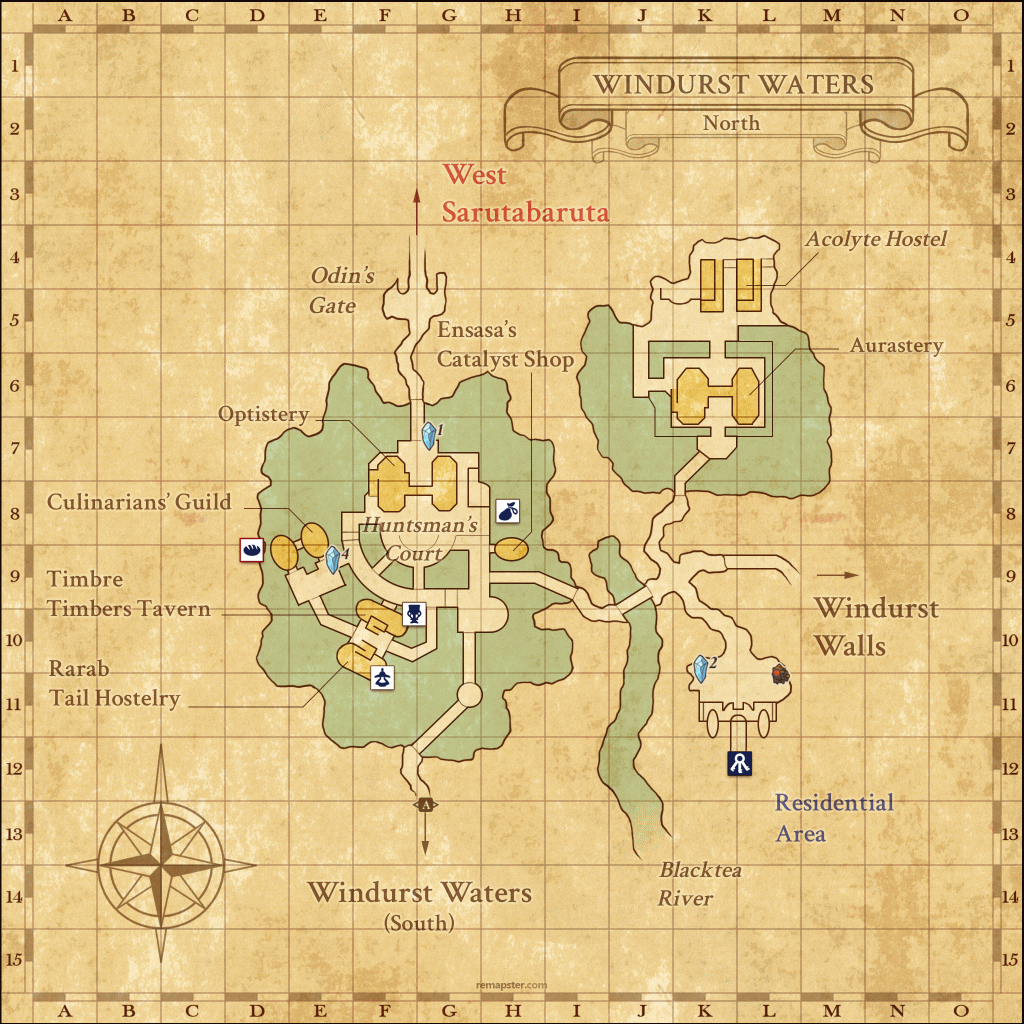 A B C D E F G H I J K L M N O
1 1
WINDURST WATERS
2 2
North
3 3
West
Sarutabaruta
4 4
Acolyte Hostel
Odin's
Gate
5 5
Ensasa's
Catalyst Shop
Aurastery
6 6
Optistery
1
7 7
Culinarians' Guild
8 8
Huntsman's
Court
4
9 9
Timbre
Timbers Tavern
Windurst
Walls
10 10
2
Rarab
Tail Hostelry
11 11
12 12
A
Residential
Area
13 13
Blacktea
River
14 14
Windurst Waters
(South)
15 15
remapster.com
A B C D E F G H I J K L M N O